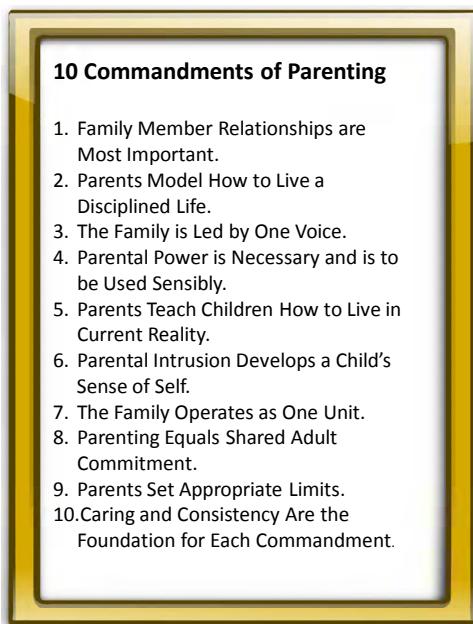 10 Commandments of Parenting
1. Family Member Relationships are
Most Important.
2. Parents Model How to Live a
Disciplined Life.
3. The Family is Led by One Voice.
4. Parental Power is Necessary and is to
be Used Sensibly.
5. Parents Teach Children How to Live in
Current Reality.
6. Parental Intrusion Develops a Child's
Sense of Self.
7. The Family Operates as One Unit.
8. Parenting Equals Shared Adult
Commitment.
9. Parents Set Appropriate Limits.
10.Caring and Consistency Are the
Foundation for Each Commandment.